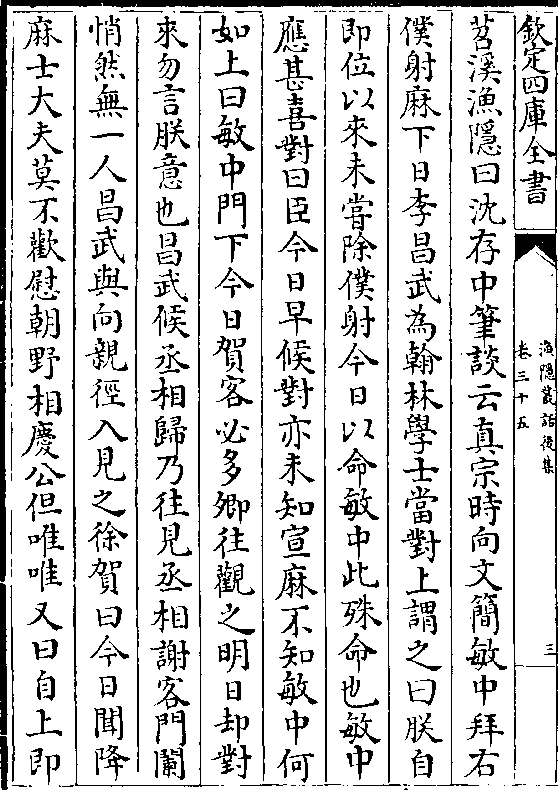 欽定四庫全書
漁隱叢話後集
卷三十五
三
苕溪漁隱曰沈存中筆談云真宗時向文簡敏中拜右
僕射麻下日李昌武為翰林學士當對上謂之曰朕自
即位以來未嘗除僕射今日以命敏中此殊命也敏中
應甚喜對曰臣今日早候對亦未知宣麻不知敏中何
如上曰敏中門下今日賀客必多卿往觀之明日却對
來勿言朕意也昌武候丞相歸乃往見丞相謝客門闌
悄然無一人昌武與向親徑入見之徐賀曰今日聞降
麻士大夫莫不歡慰朝野相慶公但唯唯又曰自上即